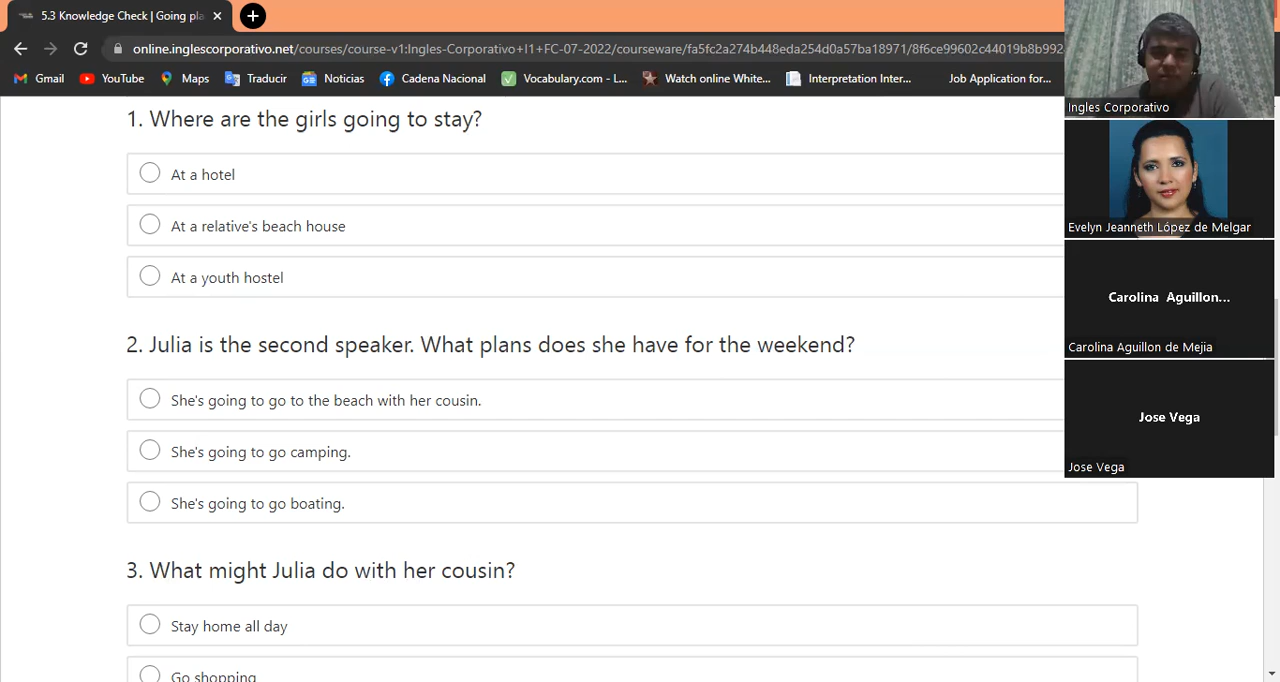 5.3 Knowledge Check | Going pla
online.inglescorporativo.net/courses/course-v1:Ingles-Corporativo+I1+FC-07-2022/courseware/fa5fc2a274b448eda254d0a57ba18971/8f6ce99602c44019b8b992
Gmail YouTube Maps Traducir Noticias Cadena Nacional Vocabulary.com - L... Watch online White... Interpretation Inter... Job Application for...
1. Where are the girls going to stay?
At a hotel
At a relative's beach house
At a youth hostel
2. Julia is the second speaker. What plans does she have for the weekend?
She's going to go to the beach with her cousin.
She's going to go camping.
She's going to go boating.
3. What might Julia do with her cousin?
Stay home all day
Go shopping
Ingles Corporativo
Evelyn Jeanneth López de Melgar
Carolina Aguillon...
Carolina Aguillon de Mejia
Jose Vega
Jose Vega